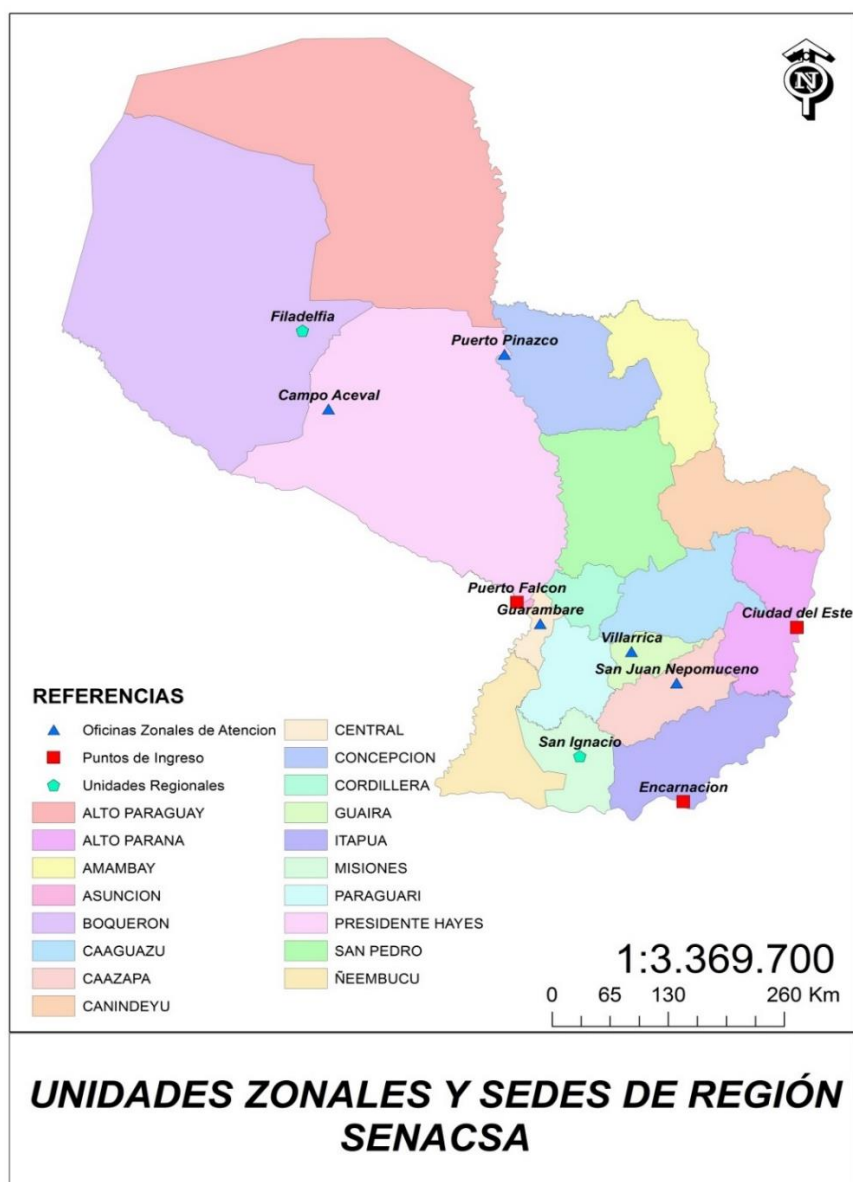 N
Filadelfia
Puerto Pinazco
Campo Aceval
Puerto Falcon
Guarambare
Ciudad del Este
Villarrica
San Juan Nepomuceno
San Ignacio
Encarnacion
REFERENCIAS
Oficinas Zonales de Atencion
Puntos de Ingreso
Unidades Regionales
ALTO PARAGUAY
ALTO PARANA
AMAMBAY
ASUNCION
BOQUERON
CAAGUAZU
CAAZAPA
CANINDEYU
CENTRAL
CONCEPCION
CORDILLERA
GUAIRA
ITAPUA
MISIONES
PARAGUARI
PRESIDENTE HAYES
SAN PEDRO
ÑEEMBUCU
1:3.369.700
0 65 130 260 Km
UNIDADES ZONALES Y SEDES DE REGIÓN
SENACSA